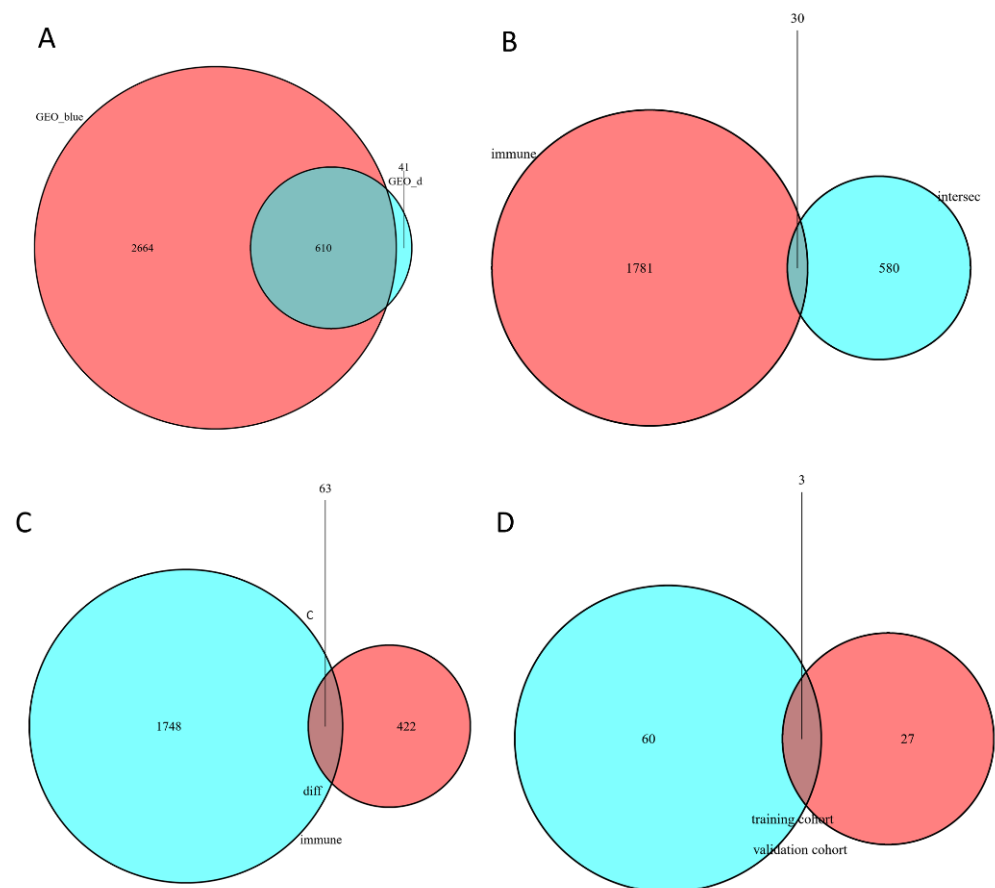 A
GEO_blue
41
GEO_d
2664
610
B
30
immune
intersec
1781
580
C
63
C
1748
422
diff
immune
D
3
60
27
training cohort
validation cohort